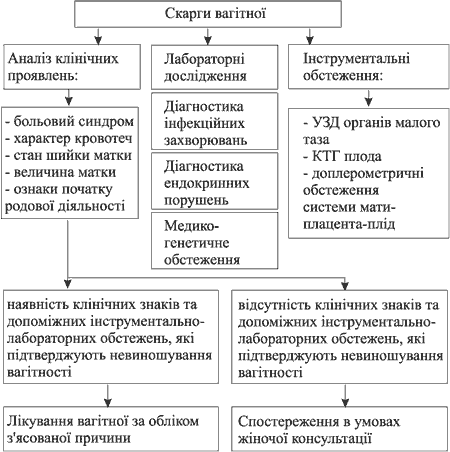 Скарги вагітної
Аналіз клінічних
проявлень:
- больовий синдром
- характер кровотеч
- стан шийки матки
- величина матки
- ознаки початку
родової діяльності
Лабораторні
дослідження
Діагностика
інфекційних
захворювань
Діагностика
ендокринних
порушень
Медико-
генетичне
обстеження
Інструментальні
обстеження:
- УЗД органів малого
таза
- КТГ плода
- доплерометричні
обстеження
системи мати-
плацента-плід
наявність клінічних знаків та
допоміжних інструментально-
лабораторних обстежень, які
підтверджують невиношування
вагітності
відсутність клінічних знаків та
допоміжних інструментально-
лабораторних обстежень, які
підтверджують невиношування
вагітності
Лікування вагітної за обліком
з'ясованої причини
Спостереження в умовах
жіночої консультації